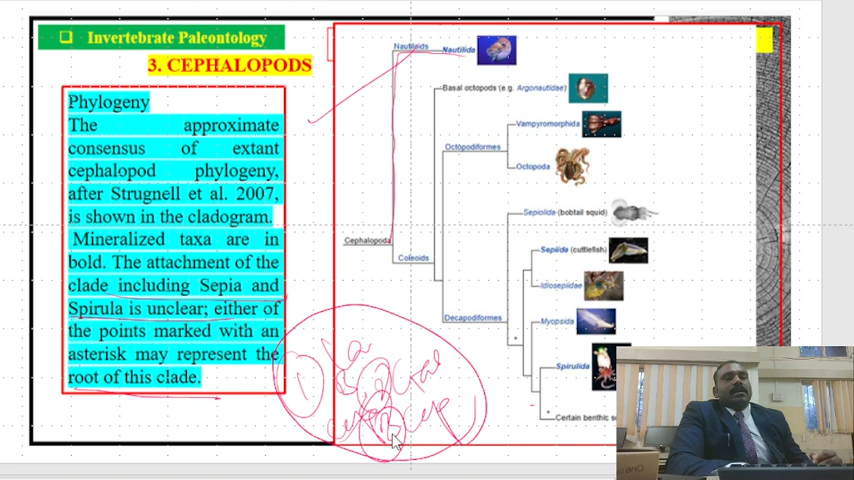 ❑ Invertebrate Paleontology
3. CEPHALOPODS
Phylogeny
The approximate
consensus of extant
cephalopod phylogeny,
after Strugnell et al. 2007,
is shown in the cladogram.
Mineralized taxa are in
bold. The attachment of the
clade including Sepia and
Spirula is unclear; either of
the points marked with an
asterisk may represent the
root of this clade.
Nautiloids
Nautilida
Basal octopods (e.g. Argonautidae)
Vampyromorphida
Octopodiformes
Octopoda
Sepiolida (bobtail squid)
Cephalopoda
Sepiida (cuttlefish)
Coleoids
Idiosepiidae
Decapodiformes
Myopsida
*
Spirulida
*
Certain benthic